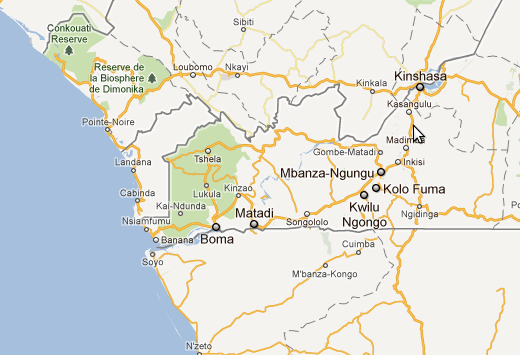 Sibiti
Conkouati
Reserve
Reserve de
la Biosphere
de Dimonika
Loubomo
Nkayi
Kinkala
Kinshasa
Kasangulu
Pointe-Noire
Gombe-Matadi
Inkisi
Landana
Tshela
Mbanza-Ngungu
Kolo Fuma
Cabinda
Lukula
Kinzao
Kai-Ndunda
Matadi
Songololo
Kwilu
Ngongo
Ngidinga
Nsiamfumu
Banana
Boma
Soyo
Cuimba
M'banza-Kongo
N'zeto